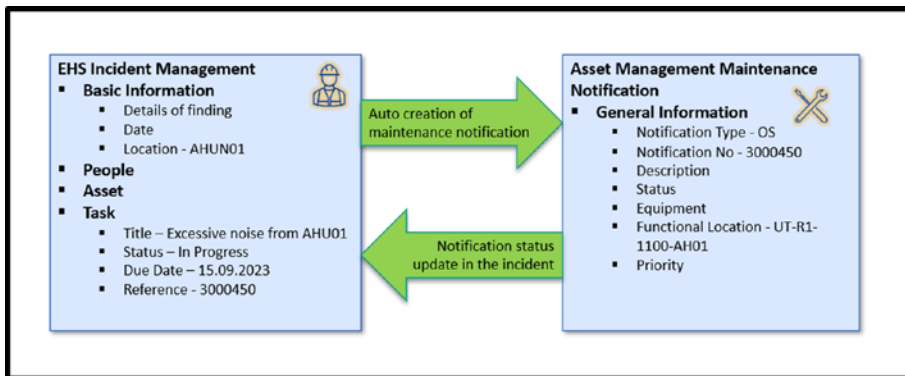 EHS Incident Management
▪ Basic Information
▪ Details of finding
▪ Date
▪ Location - AHUN01
▪ People
▪ Asset
▪ Task
▪ Title – Excessive noise from AHU01
▪ Status – In Progress
▪ Due Date – 15.09.2023
▪ Reference - 3000450
Auto creation of
maintenance notification
Notification status
update in the incident
Asset Management Maintenance
Notification
▪ General Information
▪ Notification Type - OS
▪ Notification No - 3000450
▪ Description
▪ Status
▪ Equipment
▪ Functional Location - UT-R1-
1100-AH01
▪ Priority